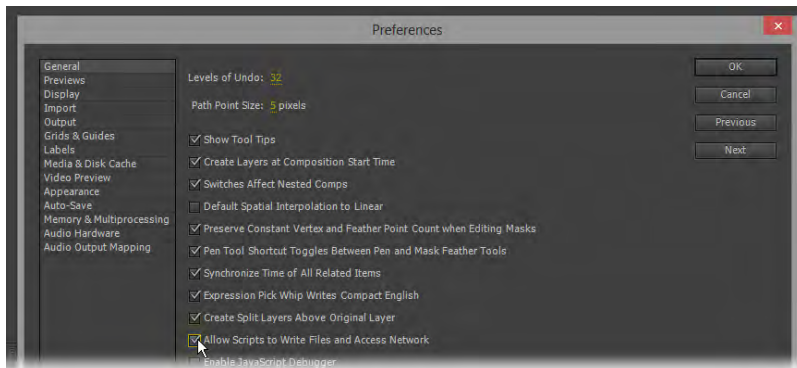 Preferences
General
Previews
Display
Import
Output
Grids & Guides
Labels
Media & Disk Cache
Video Preview
Appearance
Auto-Save
Memory & Multiprocessing
Audio Hardware
Audio Output Mapping
Levels of Undo: 32
Path Point Size: 5 pixels
Show Tool Tips
Create Layers at Composition Start Time
Switches Affect Nested Comps
Default Spatial Interpolation to Linear
Preserve Constant Vertex and Feather Point Count when Editing Masks
Pen Tool Shortcut Toggles Between Pen and Mask Feather Tools
Synchronize Time of All Related Items
Expression Pick Whip Writes Compact English
Create Split Layers Above Original Layer
Allow Scripts to Write Files and Access Network
Enable JavaScript Debugger
OK
Cancel
Previous
Next